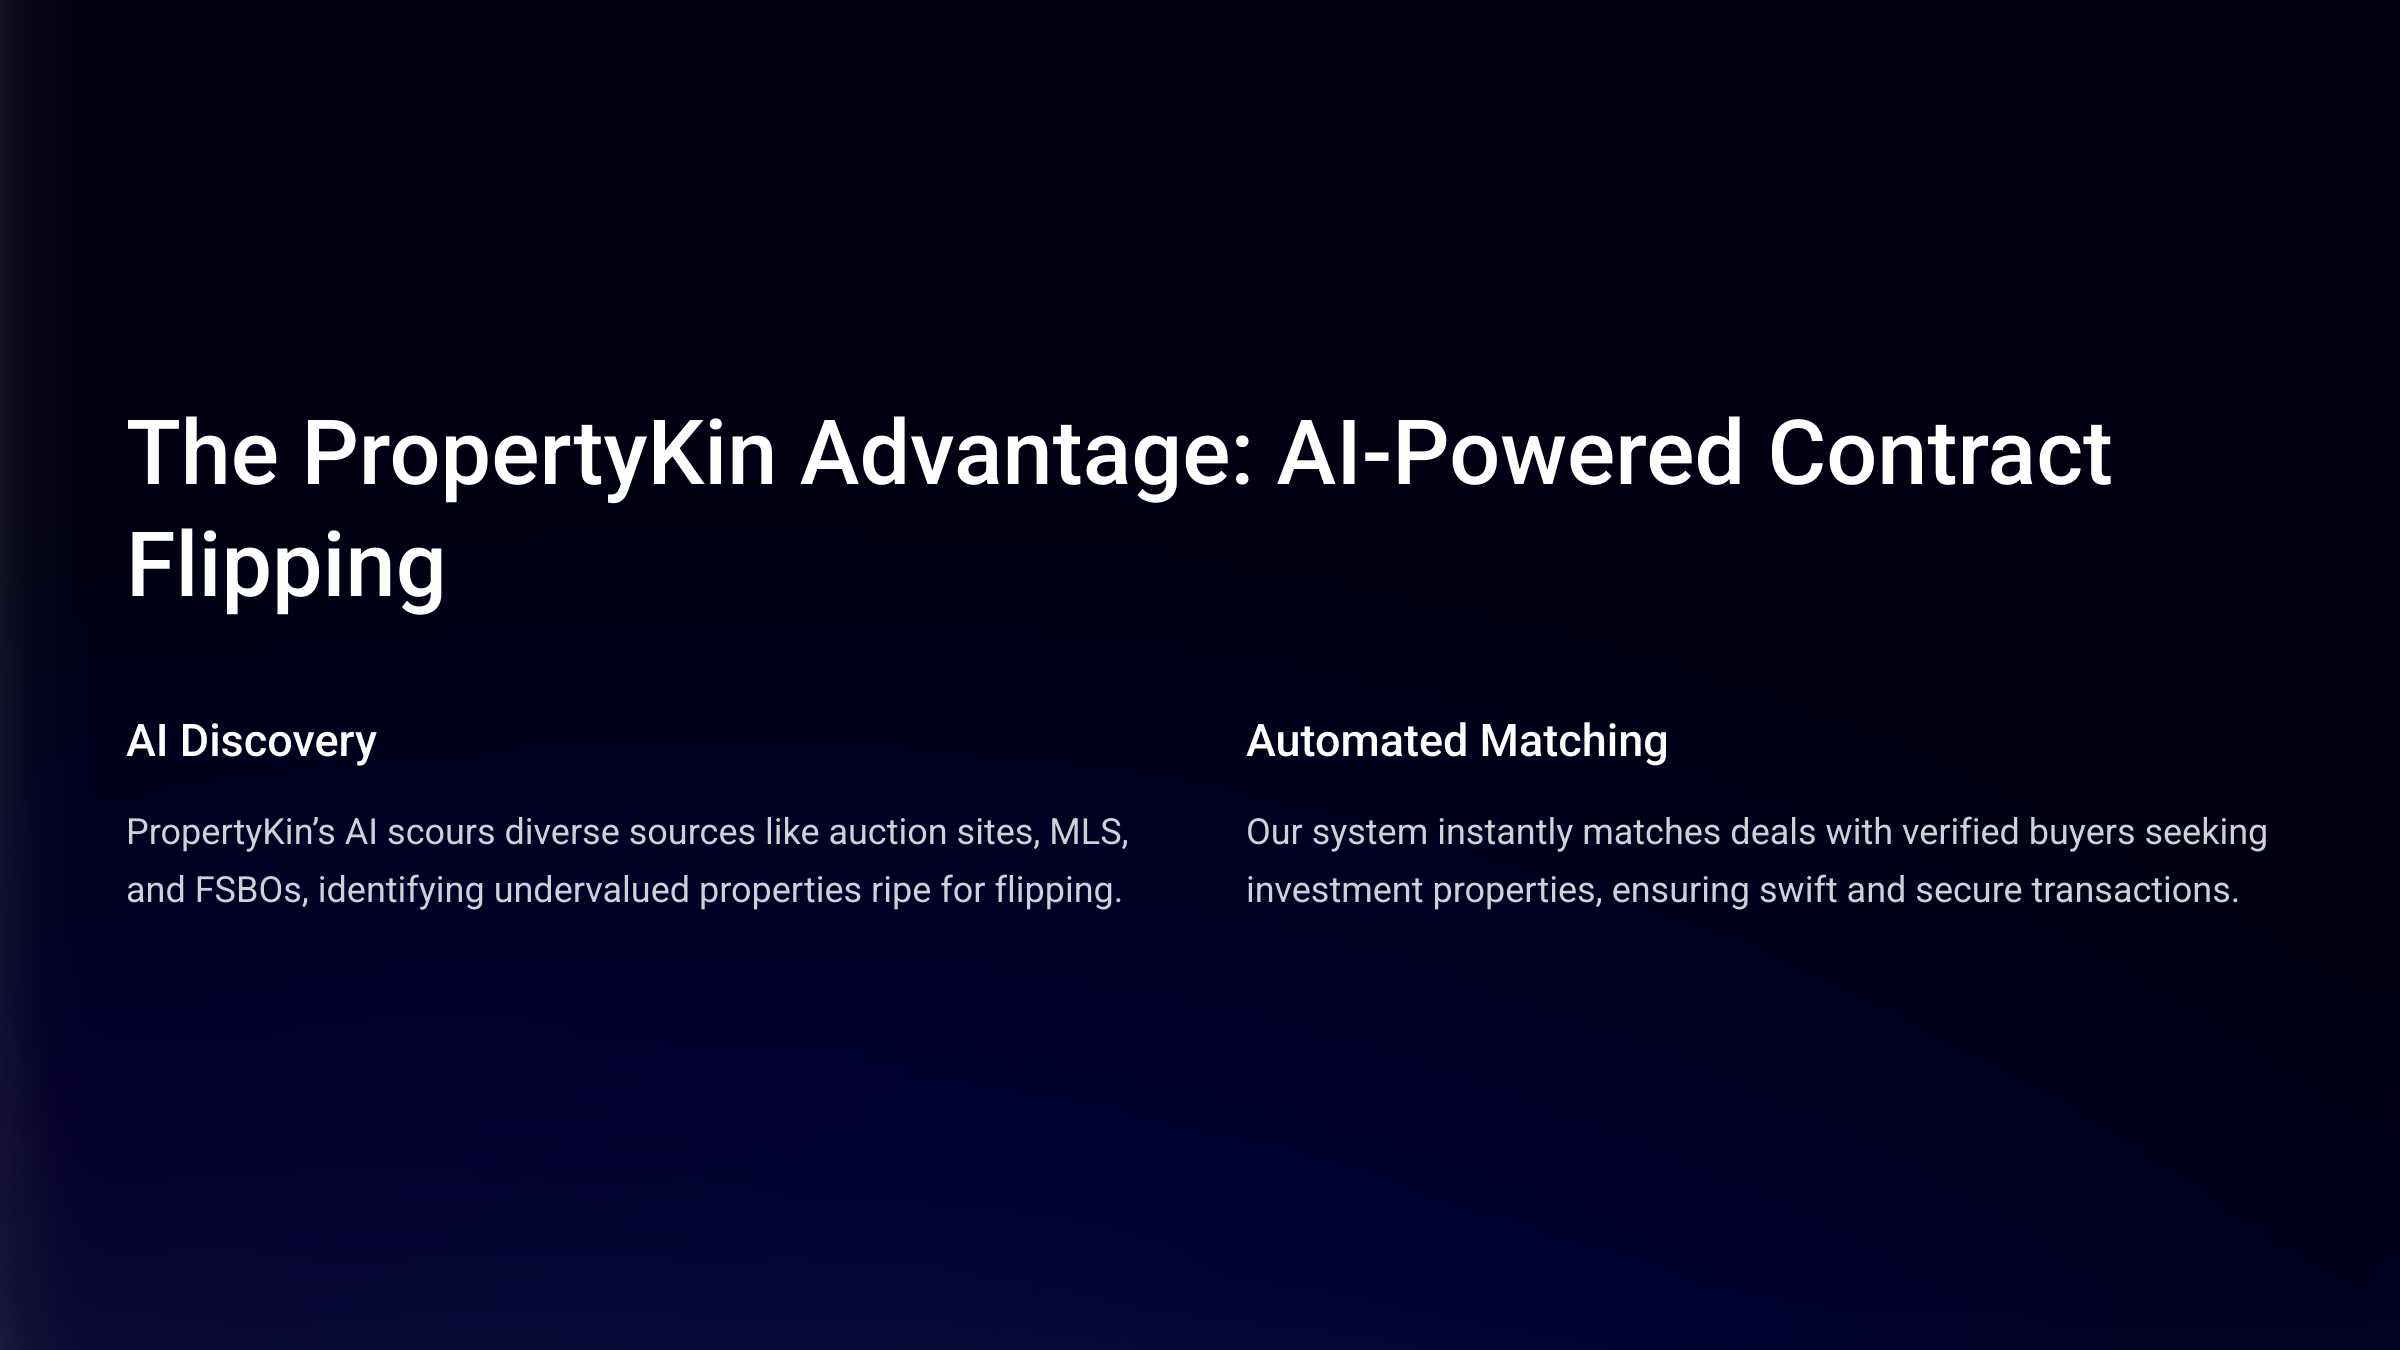 The PropertyKin Advantage: AI-Powered Contract
Flipping
AI Discovery
PropertyKin’s AI scours diverse sources like auction sites, MLS,
and FSBOs, identifying undervalued properties ripe for flipping.
Automated Matching
Our system instantly matches deals with verified buyers seeking
investment properties, ensuring swift and secure transactions.